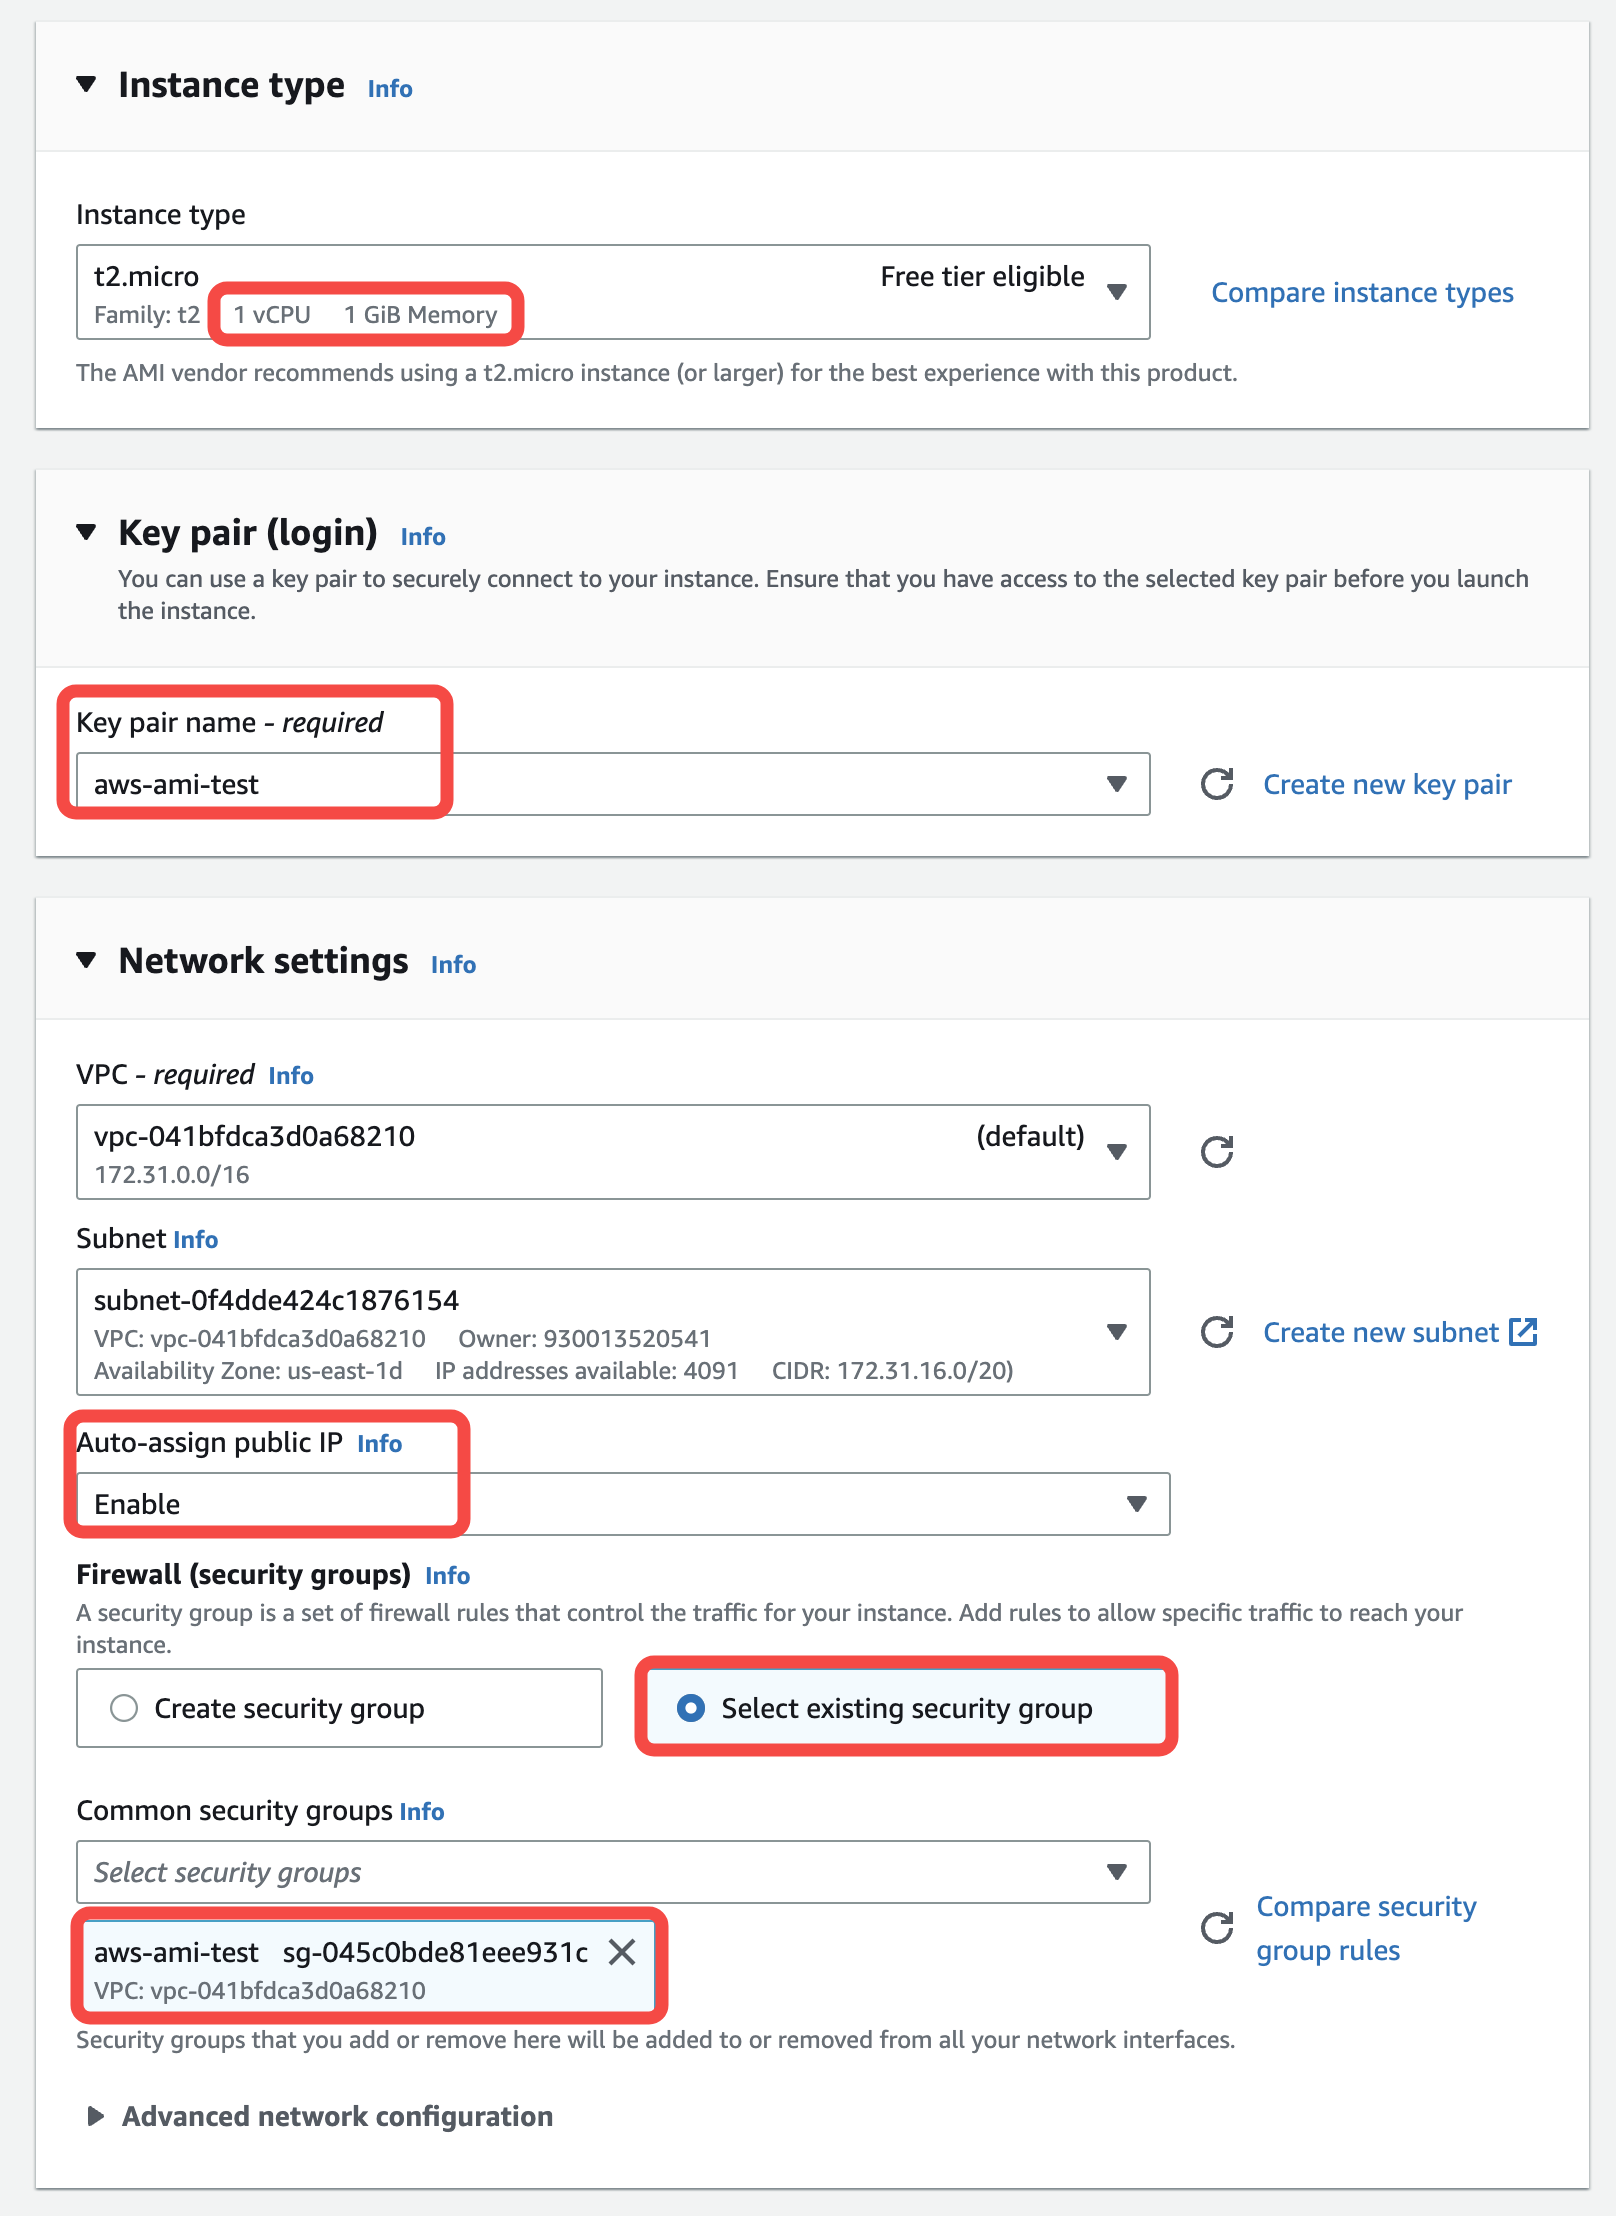 Instance type Info
Instance type
t2.micro Free tier eligible
Family: t2 1 vCPU 1 GiB Memory
Compare instance types
The AMI vendor recommends using a t2.micro instance (or larger) for the best experience with this product.
Key pair (login) Info
You can use a key pair to securely connect to your instance. Ensure that you have access to the selected key pair before you launch
the instance.
Key pair name - required
aws-ami-test
Create new key pair
Network settings Info
VPC - required Info
vpc-041bfdca3d0a68210 (default)
172.31.0.0/16
Subnet Info
subnet-0f4dde424c1876154
VPC: vpc-041bfdca3d0a68210 Owner: 930013520541
Availability Zone: us-east-1d IP addresses available: 4091 CIDR: 172.31.16.0/20)
Create new subnet
Auto-assign public IP Info
Enable
Firewall (security groups) Info
A security group is a set of firewall rules that control the traffic for your instance. Add rules to allow specific traffic to reach your
instance.
Create security group
Select existing security group
Common security groups Info
Select security groups
aws-ami-test sg-045c0bde81eee931c
VPC: vpc-041bfdca3d0a68210
Compare security
group rules
Security groups that you add or remove here will be added to or removed from all your network interfaces.
Advanced network configuration